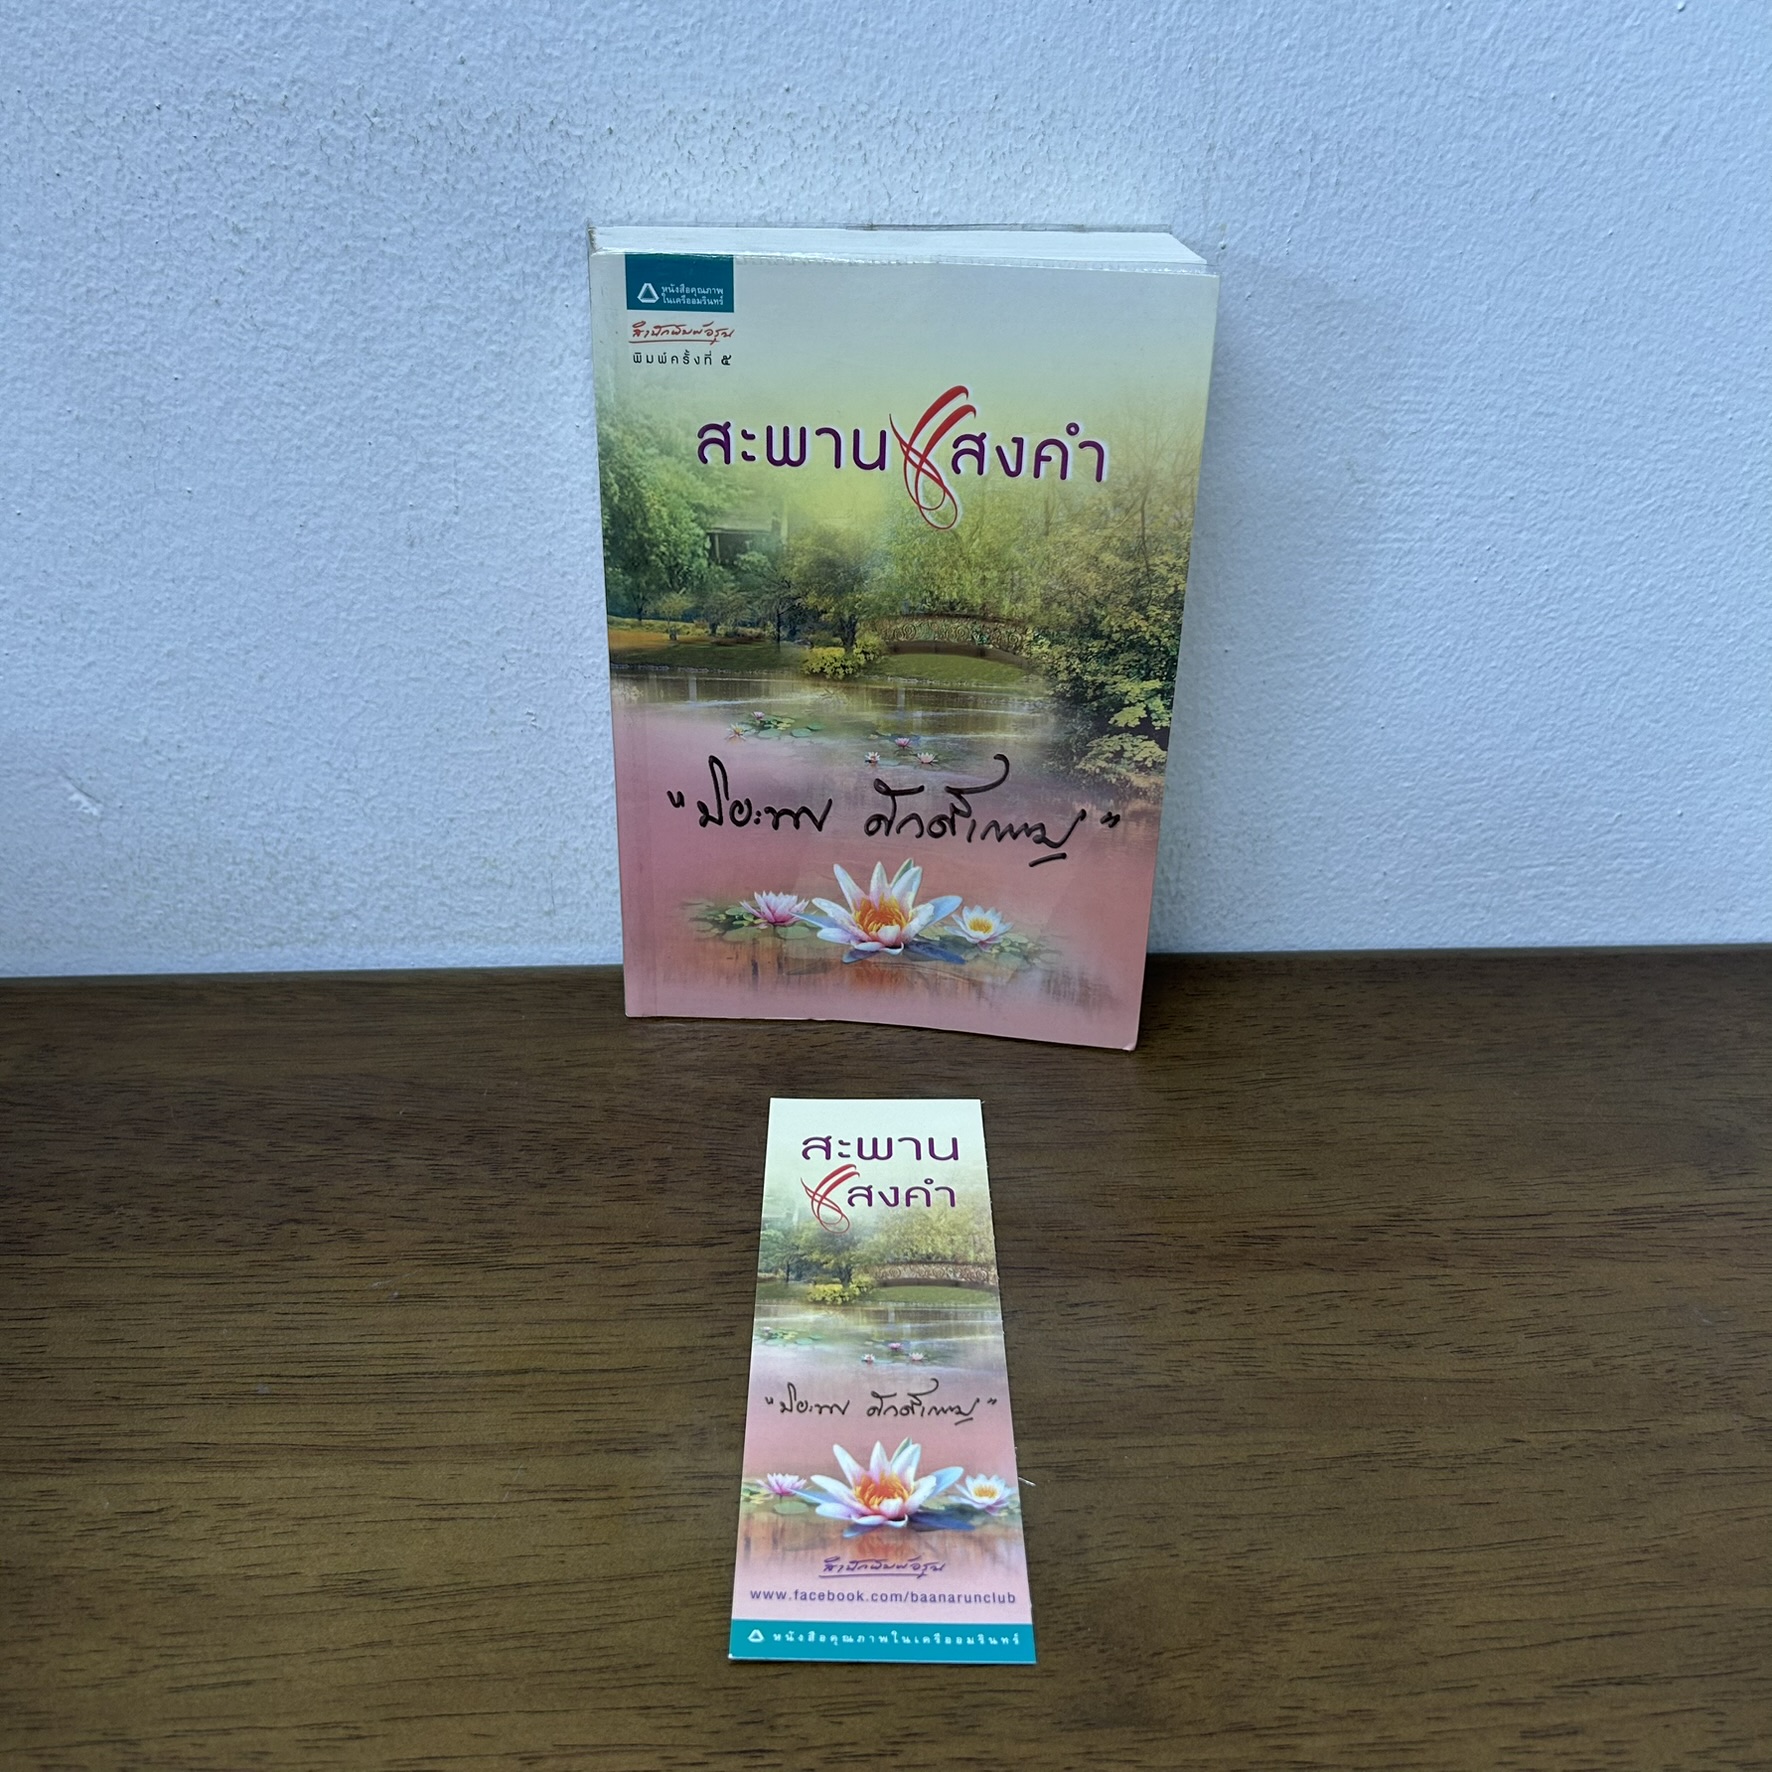 หนังสือคุณภาพ
ในเครืออมรินทร์
สำนักพิมพ์อรุณ
พิมพ์ครั้งที่ ๕
สะพานแสงคำ
"ปิยะพร ศักดิ์เกษม"
สะพาน
แสงคำ
"ปิยะพร ศักดิ์เกษม"
สำนักพิมพ์อรุณ
www.facebook.com/baanarunclub
หนังสือคุณภาพในเครืออมรินทร์